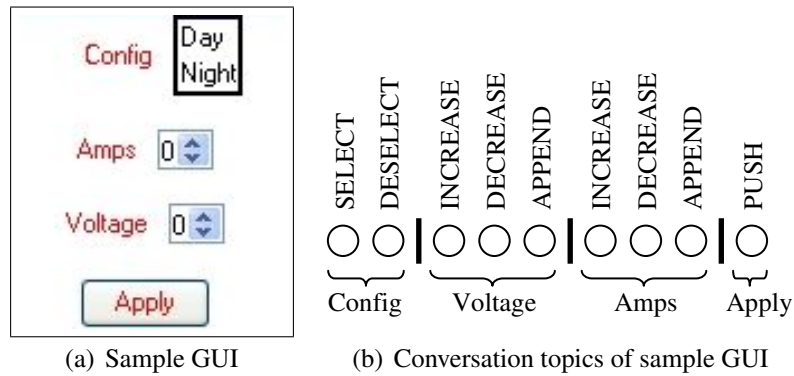 Config
Day
Night
Amps 0
Voltage 0
Apply
(a) Sample GUI
SELECT
DESELECT
INCREASE
DECREASE
APPEND
INCREASE
DECREASE
APPEND
PUSH
Config Voltage Amps Apply
(b) Conversation topics of sample GUI